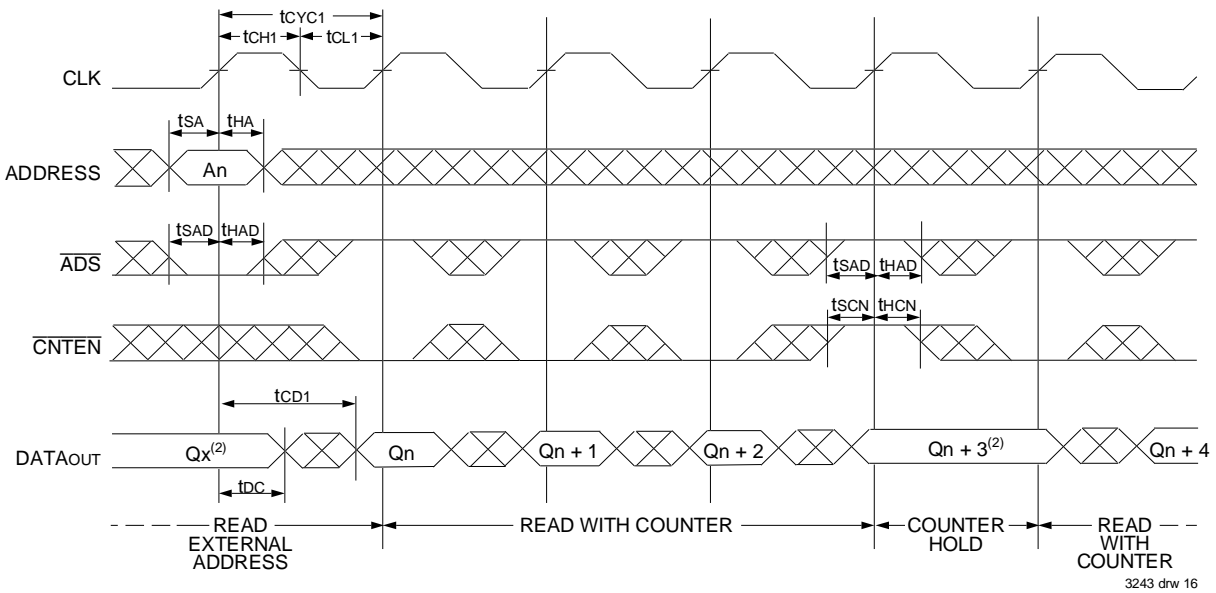 tCYC1
tCH1 tCL1
CLK
tSA tHA
ADDRESS An
tSAD tHAD
ADS
tSAD tHAD
tSCN tHCN
CNTEN
tCD1
DATAOUT Qx(2) Qn Qn + 1 Qn + 2 Qn + 3(2) Qn + 4
tDC
READ EXTERNAL ADDRESS
READ WITH COUNTER
COUNTER HOLD
READ WITH COUNTER
3243 drw 16